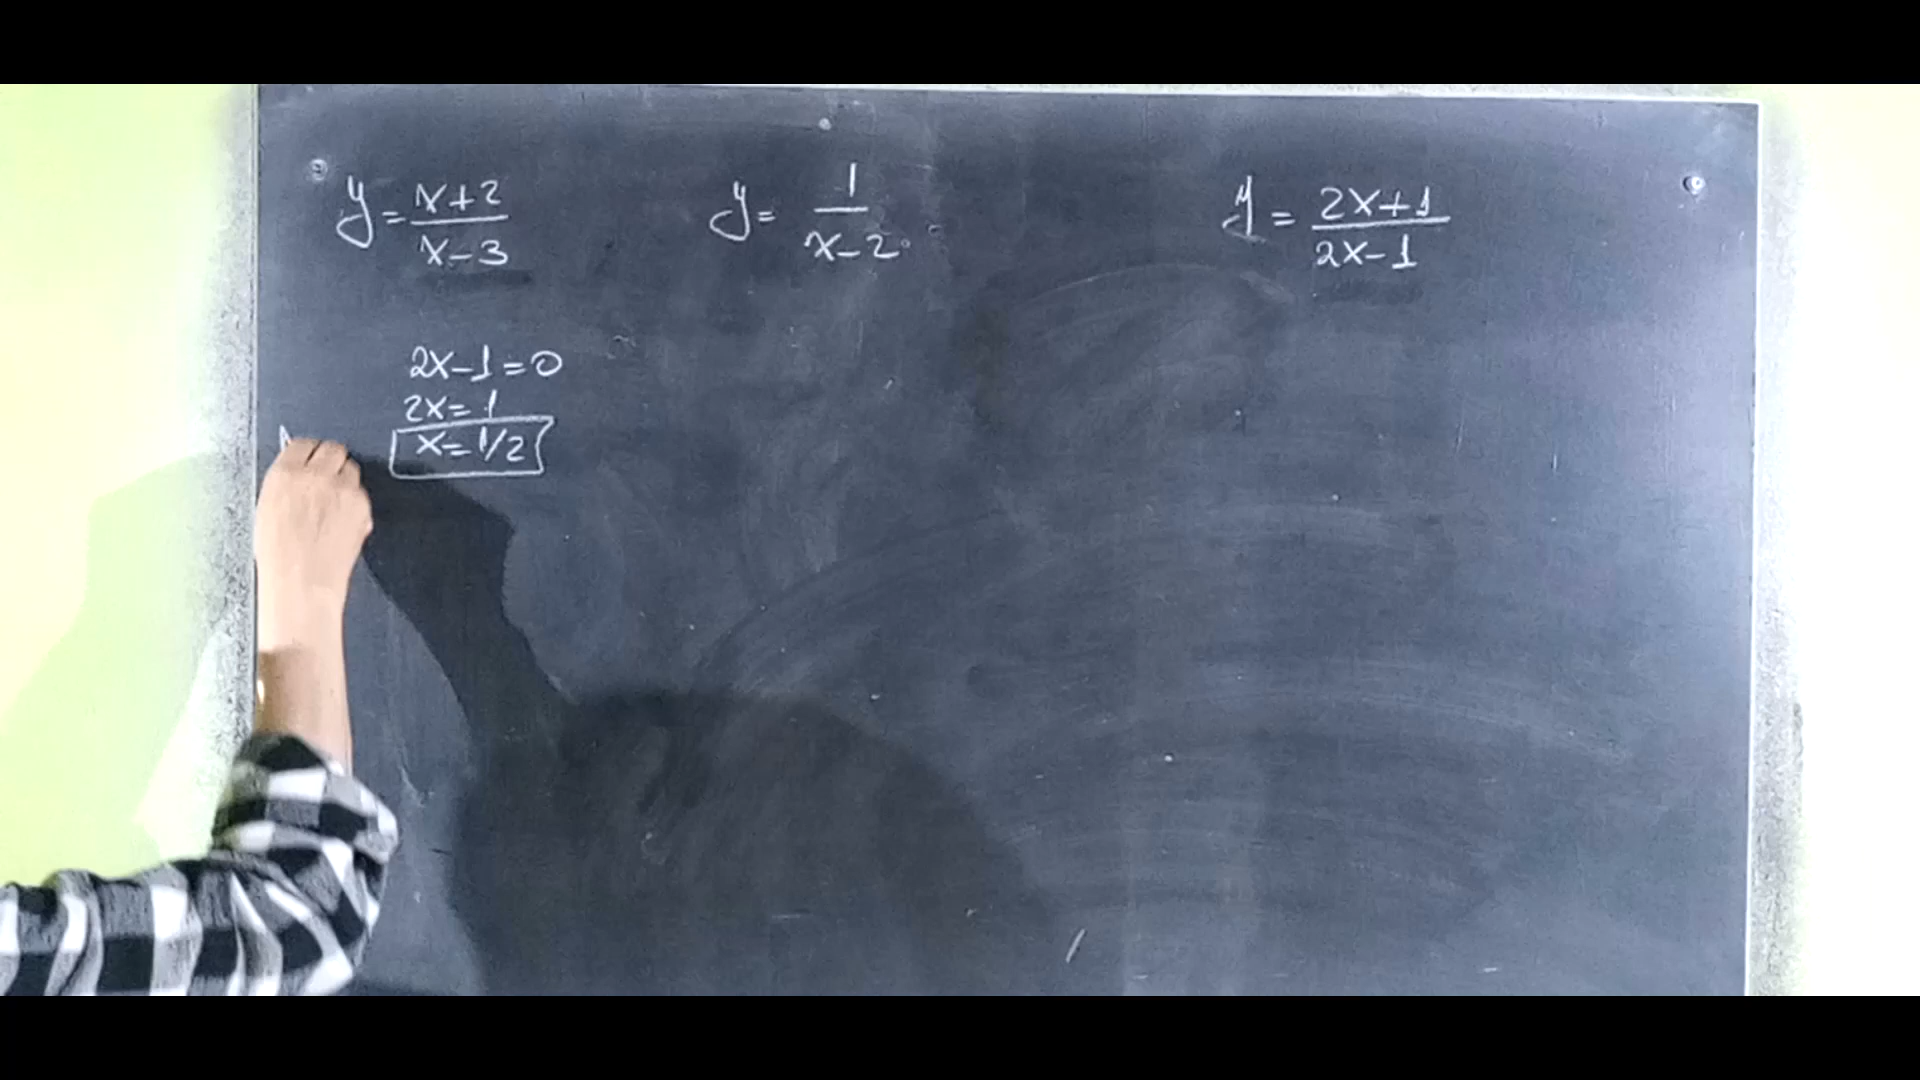 y = x+2 / x-3
y = 1 / x-2
y = 2x+1 / 2x-1
2x-1=0
2x=1
x=1/2